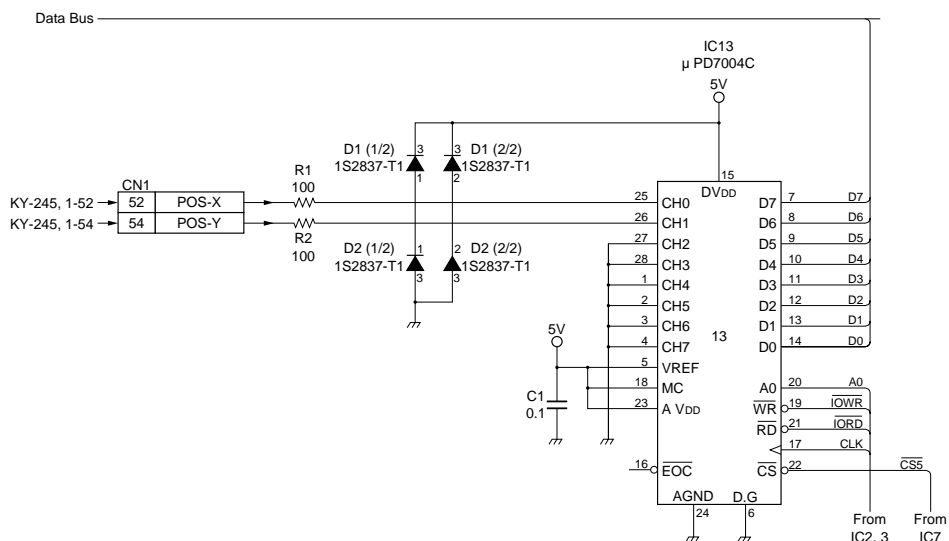 Data Bus
IC13
μ PD7004C
5V
D1 (1/2) 3 3 D1 (2/2)
1S2837-T1 1S2837-T1
1 2
R1
100
15
DVDD
CN1
KY-245, 1-52 52 POS-X 25 CH0 D7 7 D7
KY-245, 1-54 54 POS-Y 26 CH1 D6 8 D6
R2
100
27 CH2 D5 9 D5
D2 (1/2) 1 2 D2 (2/2)
1S2837-T1 1S2837-T1
3 3
28 CH3 D4 10 D4
1 CH4 D3 11 D3
2 CH5 D2 12 D2
3 CH6 D1 13 D1
13
4 CH7 D0 14 D0
5V
5 VREF
18 MC A0 20 A0
C1
0.1
23 A VDD WR 19 IOWR
RD 21 IORD
17 CLK
16 EOC CS 22 CS5
AGND D.G
24 6
From From
IC2, 3 IC7